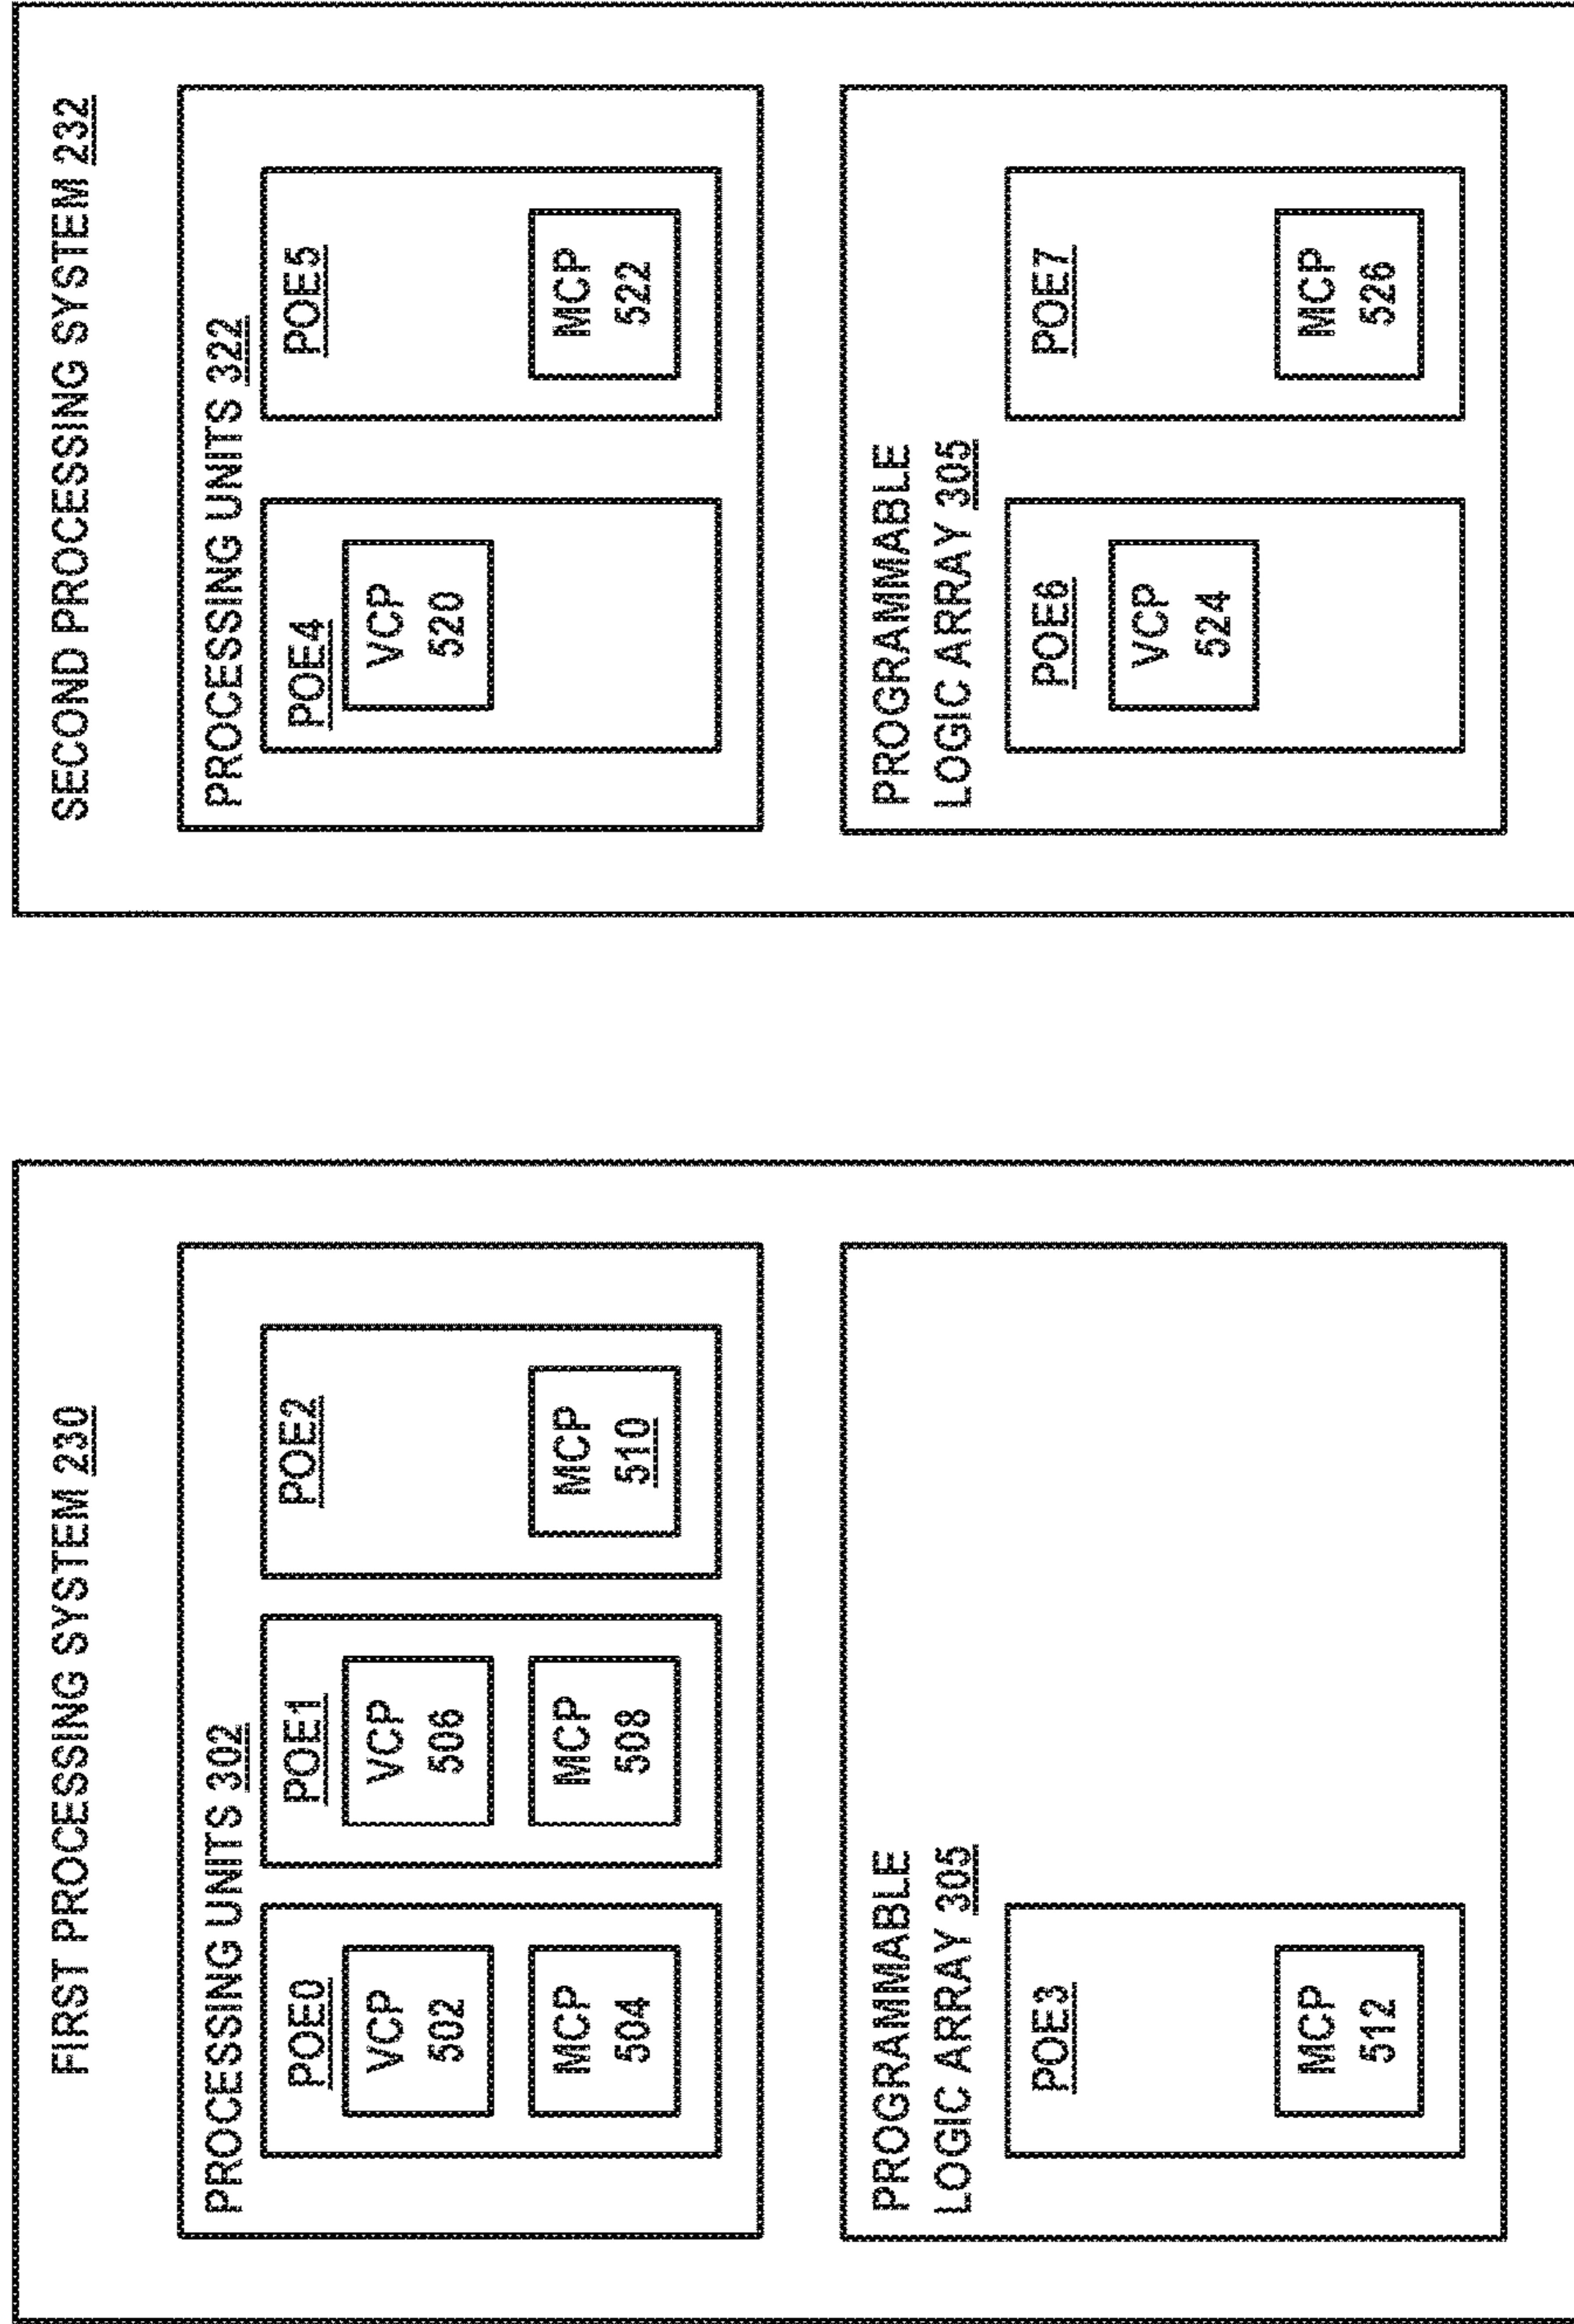 FIRST PROCESSING SYSTEM 230
PROCESSING UNITS 302
POE0
VCP
502
MCP
504
POE1
VCP
506
MCP
508
POE2
MCP
510
PROGRAMMABLE
LOGIC ARRAY 305
POE3
MCP
512
SECOND PROCESSING SYSTEM 232
PROCESSING UNITS 322
POE4
VCP
520
POE5
MCP
522
PROGRAMMABLE
LOGIC ARRAY 305
POE6
VCP
524
POE7
MCP
526